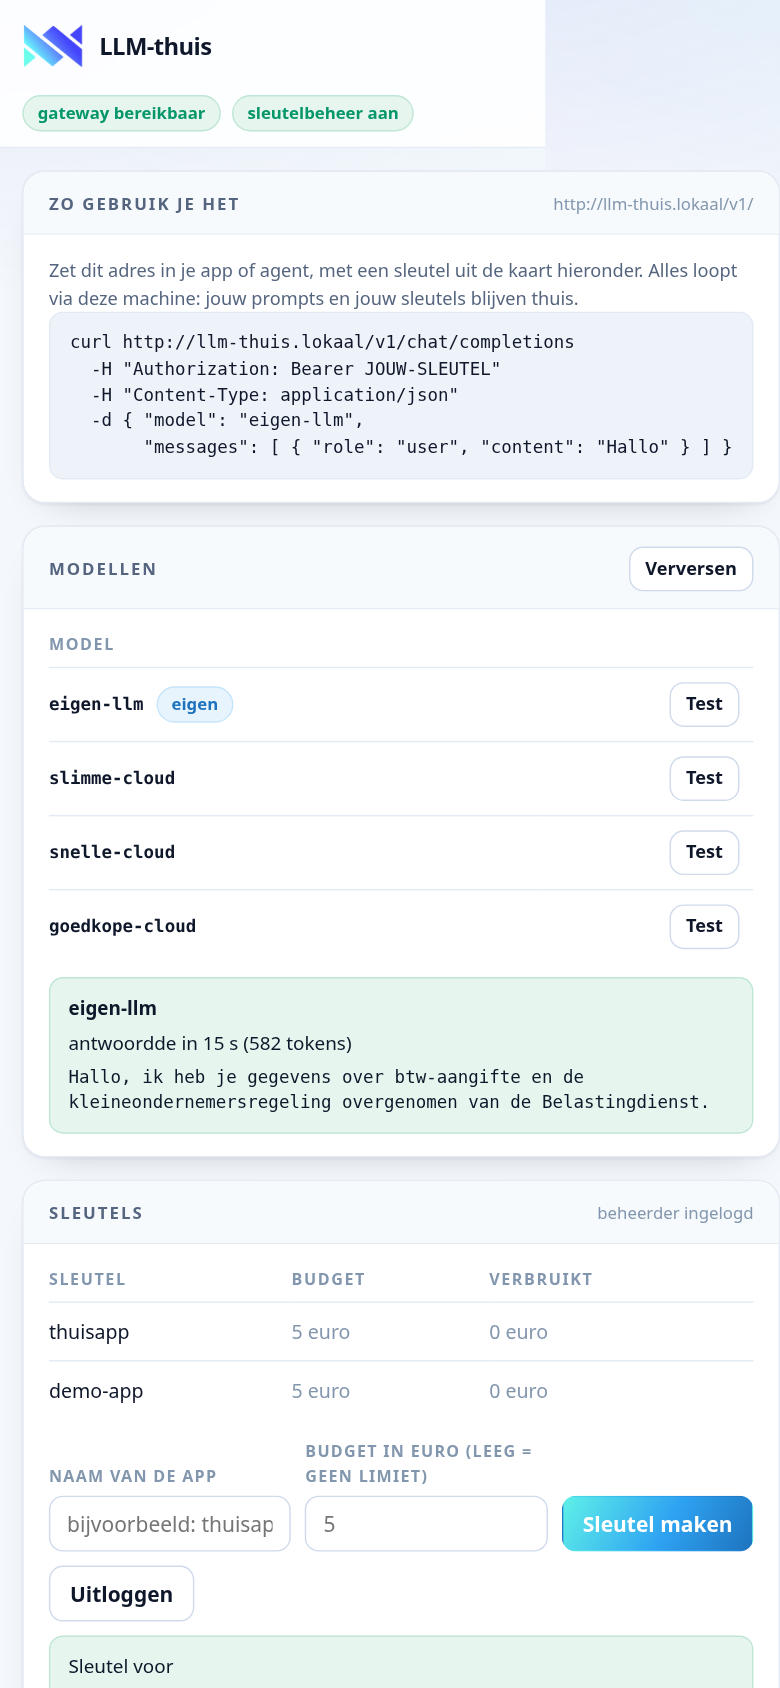 LLM-thuis
gateway bereikbaar
sleutelbeheer aan
ZO GEBRUIK JE HET
http://llm-thuis.lokaal/v1/
Zet dit adres in je app of agent, met een sleutel uit de kaart hieronder. Alles loopt
via deze machine: jouw prompts en jouw sleutels blijven thuis.
curl http://llm-thuis.lokaal/v1/chat/completions
  -H "Authorization: Bearer JOUW-SLEUTEL"
  -H "Content-Type: application/json"
  -d { "model": "eigen-llm",
       "messages": [ { "role": "user", "content": "Hallo" } ] }
MODELLEN
Verversen
MODEL
eigen-llm eigen Test
slimme-cloud Test
snelle-cloud Test
goedkope-cloud Test
eigen-llm
antwoordde in 15 s (582 tokens)
Hallo, ik heb je gegevens over btw-aangifte en de
kleineondernemersregeling overgenomen van de Belastingdienst.
SLEUTELS
beheerder ingelogd
SLEUTEL BUDGET VERBRUIKT
thuisapp 5 euro 0 euro
demo-app 5 euro 0 euro
NAAM VAN DE APP
bijvoorbeeld: thuisap
BUDGET IN EURO (LEEG =
GEEN LIMIET)
5
Sleutel maken
Uitloggen
Sleutel voor